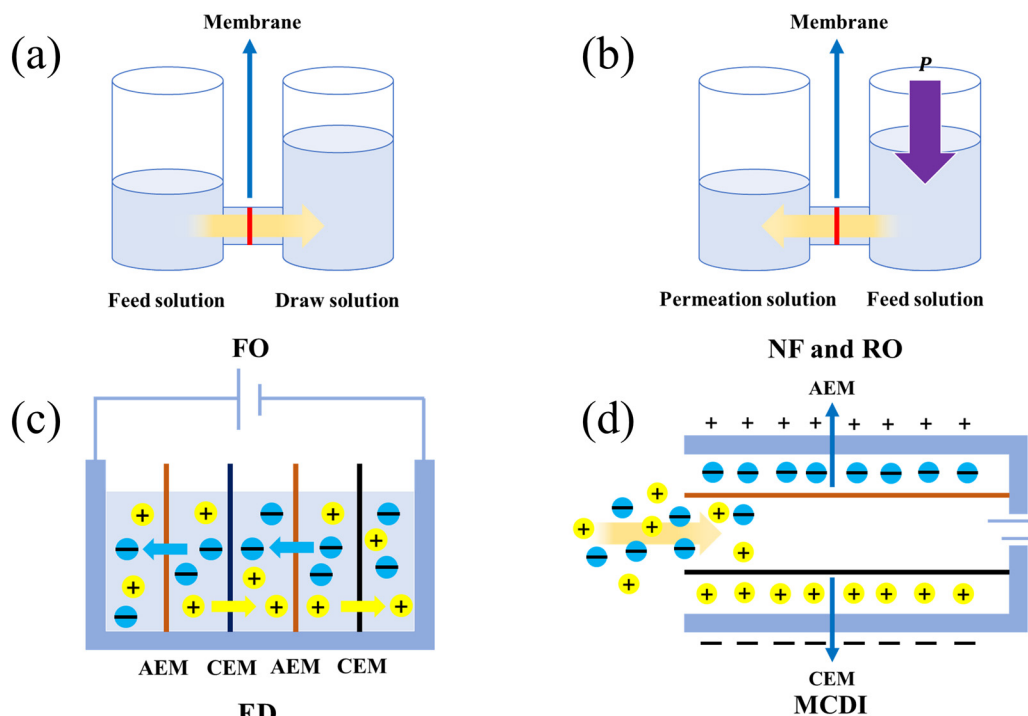 (a)
Membrane
Feed solution
Draw solution
FO
(b)
Membrane
P
Permeation solution
Feed solution
NF and RO
(c)
AEM
CEM
AEM
CEM
ED
(d)
AEM
+ + + + + + + +
− − − − − − − −
CEM
MCDI